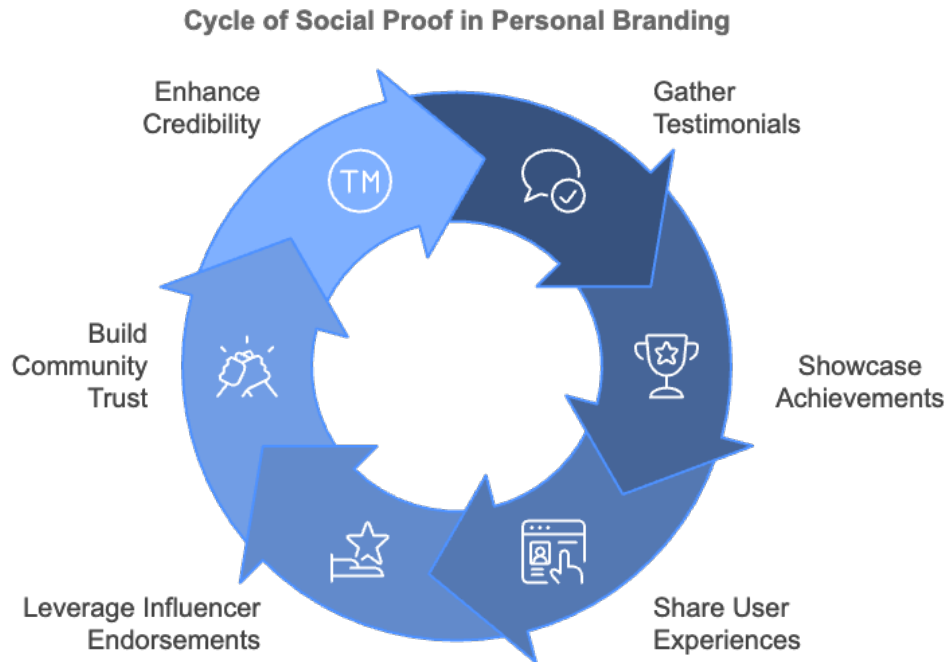 Cycle of Social Proof in Personal Branding
Enhance
Credibility
Gather
Testimonials
TM
Build
Community
Trust
Showcase
Achievements
Leverage Influencer
Endorsements
Share User
Experiences